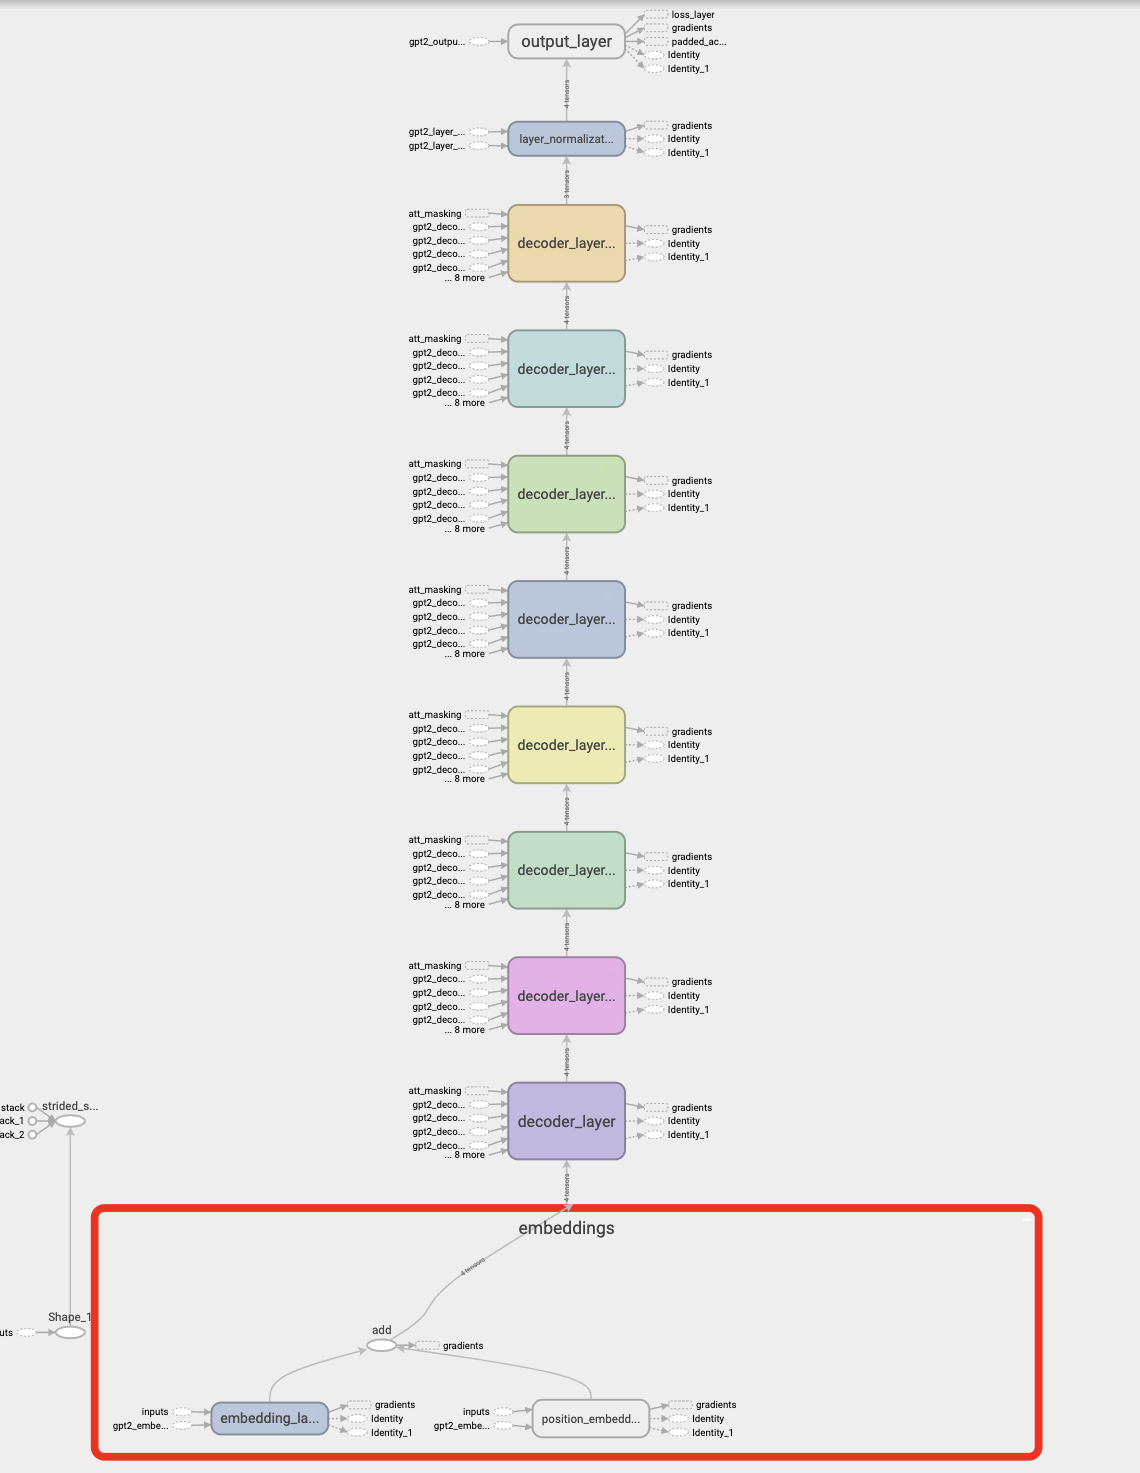 loss_layer
gradients
gpt2_outpu...
output_layer
padded_ac...
Identity
Identity_1
4 tensors
gradients
gpt2_layer_...
layer_normalizat...
Identity
gpt2_layer_...
Identity_1
3 tensors
att_masking
gpt2_deco...
gradients
gpt2_deco...
decoder_layer...
Identity
gpt2_deco...
Identity_1
gpt2_deco...
... 8 more
4 tensors
att_masking
gpt2_deco...
gradients
gpt2_deco...
decoder_layer...
Identity
gpt2_deco...
Identity_1
gpt2_deco...
... 8 more
4 tensors
att_masking
gpt2_deco...
gradients
gpt2_deco...
decoder_layer...
Identity
gpt2_deco...
Identity_1
gpt2_deco...
... 8 more
4 tensors
att_masking
gpt2_deco...
gradients
gpt2_deco...
decoder_layer...
Identity
gpt2_deco...
Identity_1
gpt2_deco...
... 8 more
4 tensors
att_masking
gpt2_deco...
gradients
gpt2_deco...
decoder_layer...
Identity
gpt2_deco...
Identity_1
gpt2_deco...
... 8 more
4 tensors
att_masking
gpt2_deco...
gradients
gpt2_deco...
decoder_layer...
Identity
gpt2_deco...
Identity_1
gpt2_deco...
... 8 more
4 tensors
att_masking
gpt2_deco...
gradients
gpt2_deco...
decoder_layer...
Identity
gpt2_deco...
Identity_1
gpt2_deco...
... 8 more
4 tensors
att_masking
gpt2_deco...
gradients
gpt2_deco...
decoder_layer
Identity
gpt2_deco...
Identity_1
gpt2_deco...
... 8 more
4 tensors
stack
strided_s...
ack_1
ack_2
embeddings
4 tensors
Shape_1
uts
add
gradients
inputs
gpt2_embe...
embedding_la...
gradients
Identity
Identity_1
inputs
gpt2_embe...
position_embedd...
gradients
Identity
Identity_1